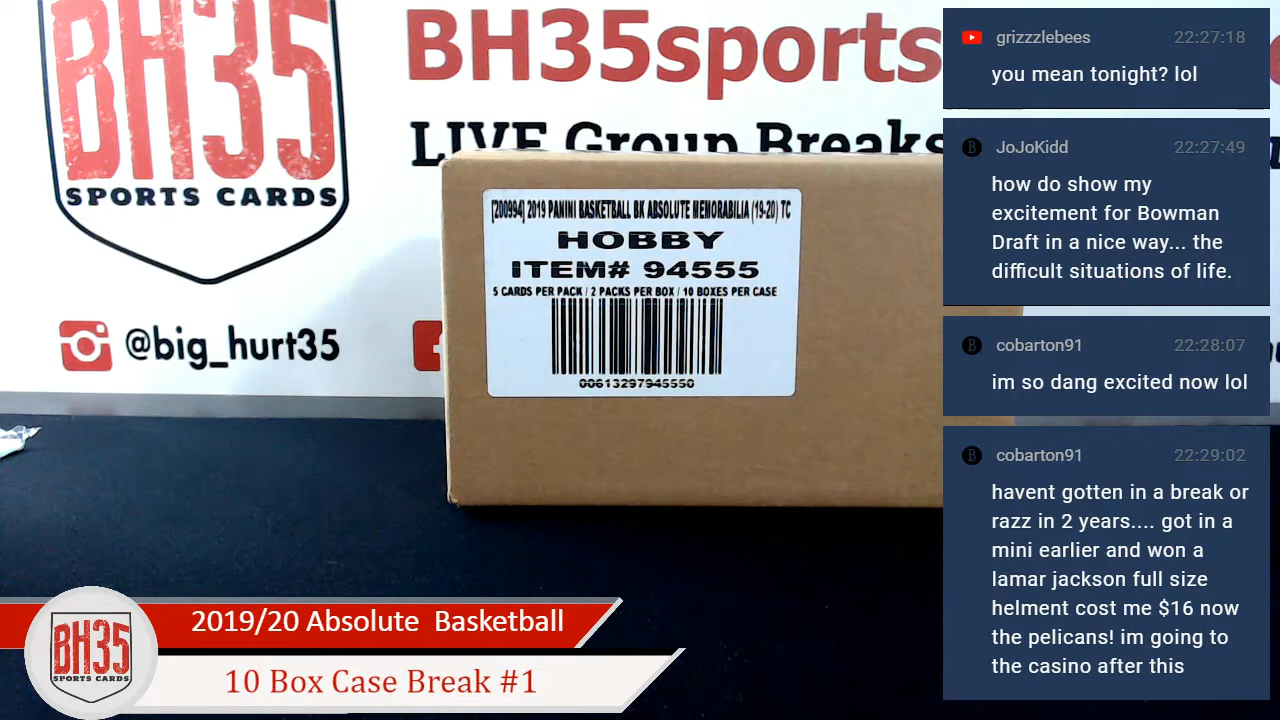 BH35
SPORTS CARDS
BH35sports
LIVE Group Breaks
@big_hurt35
[200994] 2019 PANINI BASKETBALL BK ABSOLUTE MEMORABILIA (19-20) TC
HOBBY
ITEM# 94555
5 CARDS PER PACK / 2 PACKS PER BOX / 10 BOXES PER CASE
00613297945550
grizzzlebees 22:27:18
you mean tonight? lol
JoJoKidd 22:27:49
how do show my
excitement for Bowman
Draft in a nice way... the
difficult situations of life.
cobarton91 22:28:07
im so dang excited now lol
cobarton91 22:29:02
havent gotten in a break or
razz in 2 years.... got in a
mini earlier and won a
lamar jackson full size
helment cost me $16 now
the pelicans! im going to
the casino after this
BH35
SPORTS CARDS
2019/20 Absolute Basketball
10 Box Case Break #1